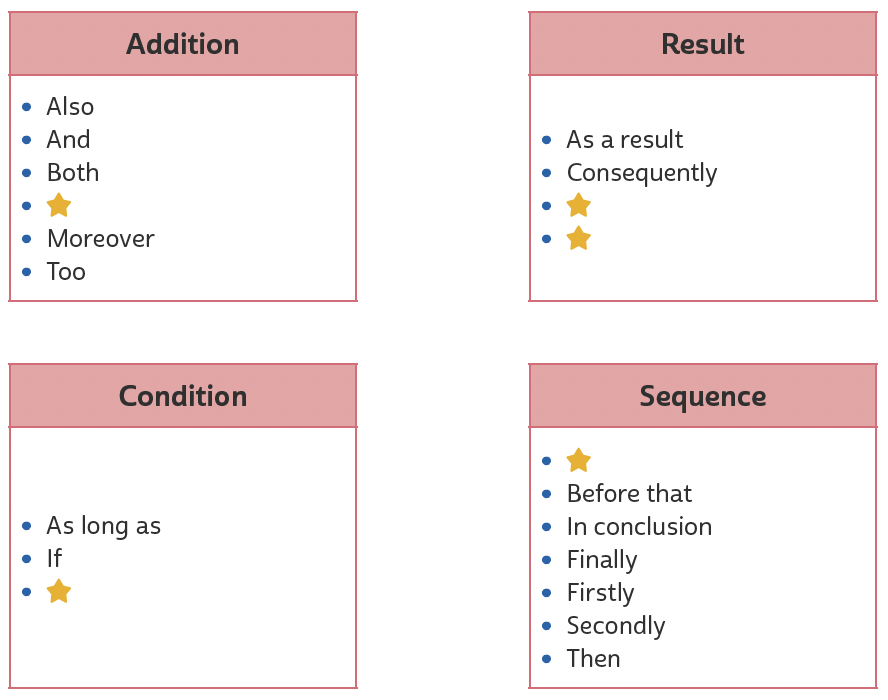 Addition
Also
And
Both
Moreover
Too
Result
As a result
Consequently
Condition
As long as
If
Sequence
Before that
In conclusion
Finally
Firstly
Secondly
Then